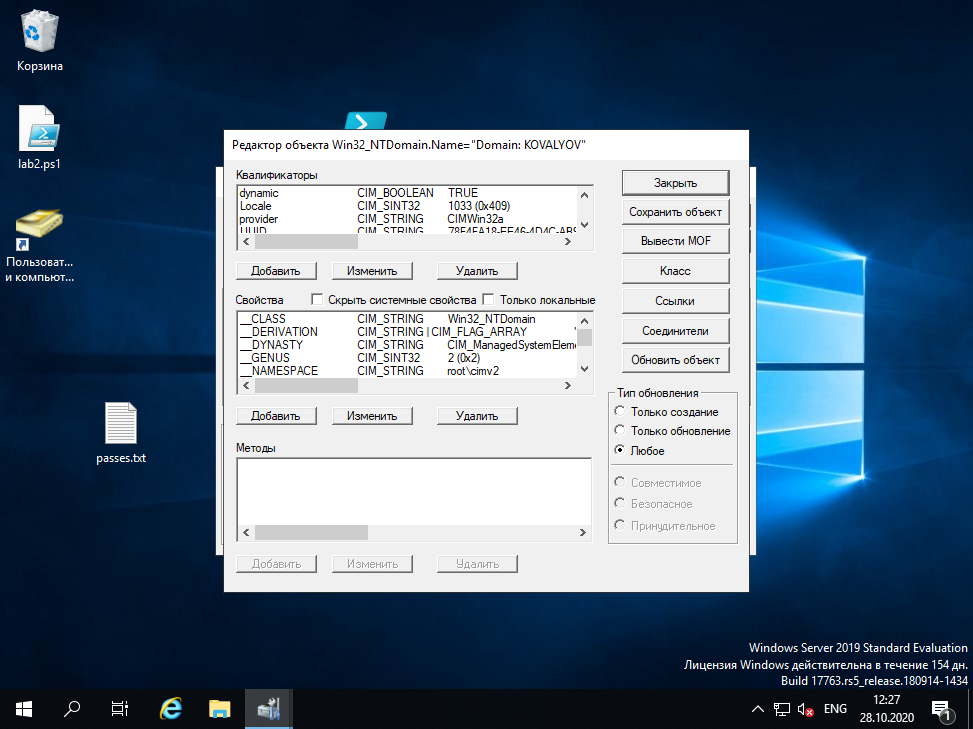 Корзина
lab2.ps1
Пользоват...
и компьют...
passes.txt
Редактор объекта Win32_NTDomain.Name="Domain: KOVALYOV"
Квалификаторы
dynamic CIM_BOOLEAN TRUE
Locale CIM_SINT32 1033 (0x409)
provider CIM_STRING CIMWin32a
UUID CIM_STRING
Добавить Изменить Удалить
Свойства Скрыть системные свойства Только локальные
__CLASS CIM_STRING Win32_NTDomain
__DERIVATION CIM_STRING | CIM_FLAG_ARRAY
__DYNASTY CIM_STRING CIM_ManagedSystemEleme
__GENUS CIM_SINT32 2 (0x2)
__NAMESPACE CIM_STRING root\cimv2
Добавить Изменить Удалить
Методы
Добавить Изменить Удалить
Закрыть
Сохранить объект
Вывести MOF
Класс
Ссылки
Соединители
Обновить объект
Тип обновления
Только создание
Только обновление
Любое
Совместимое
Безопасное
Принудительное
Windows Server 2019 Standard Evaluation
Лицензия Windows действительна в течение 154 дн.
Build 17763.rs5_release.180914-1434
ENG
12:27
28.10.2020
1